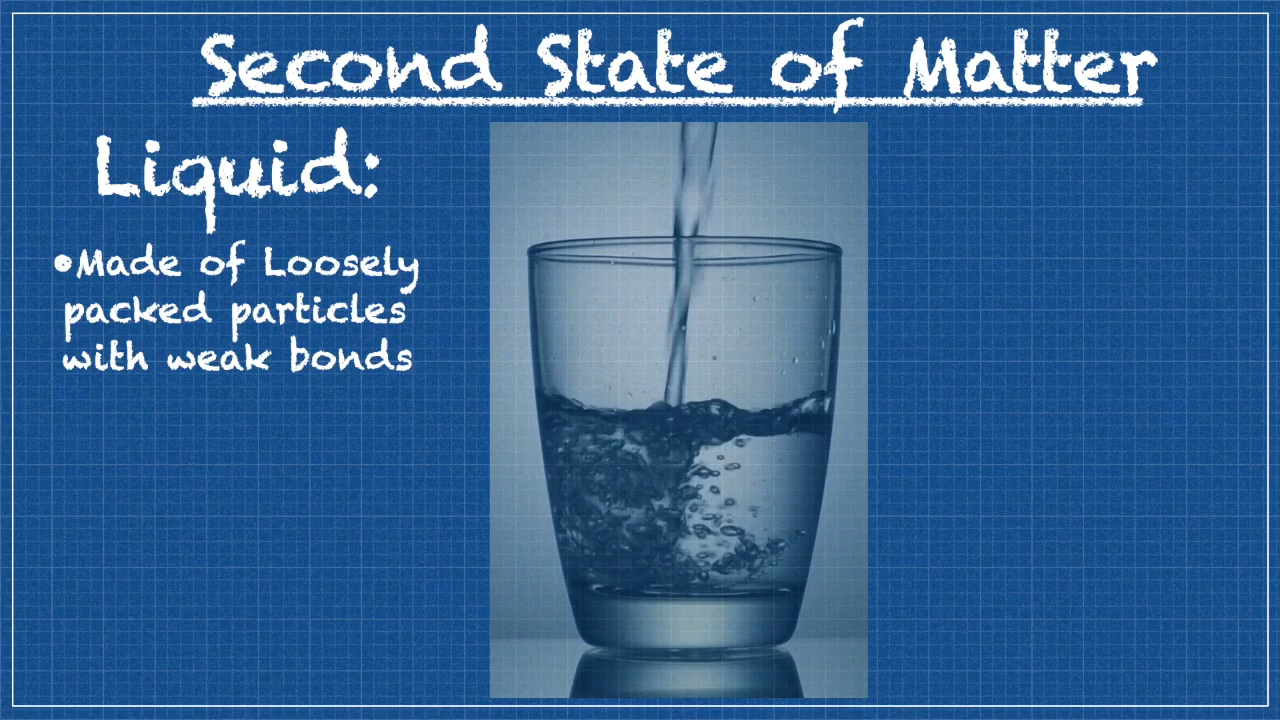 Second State of Matter
Liquid:
•Made of Loosely
packed particles
with weak bonds